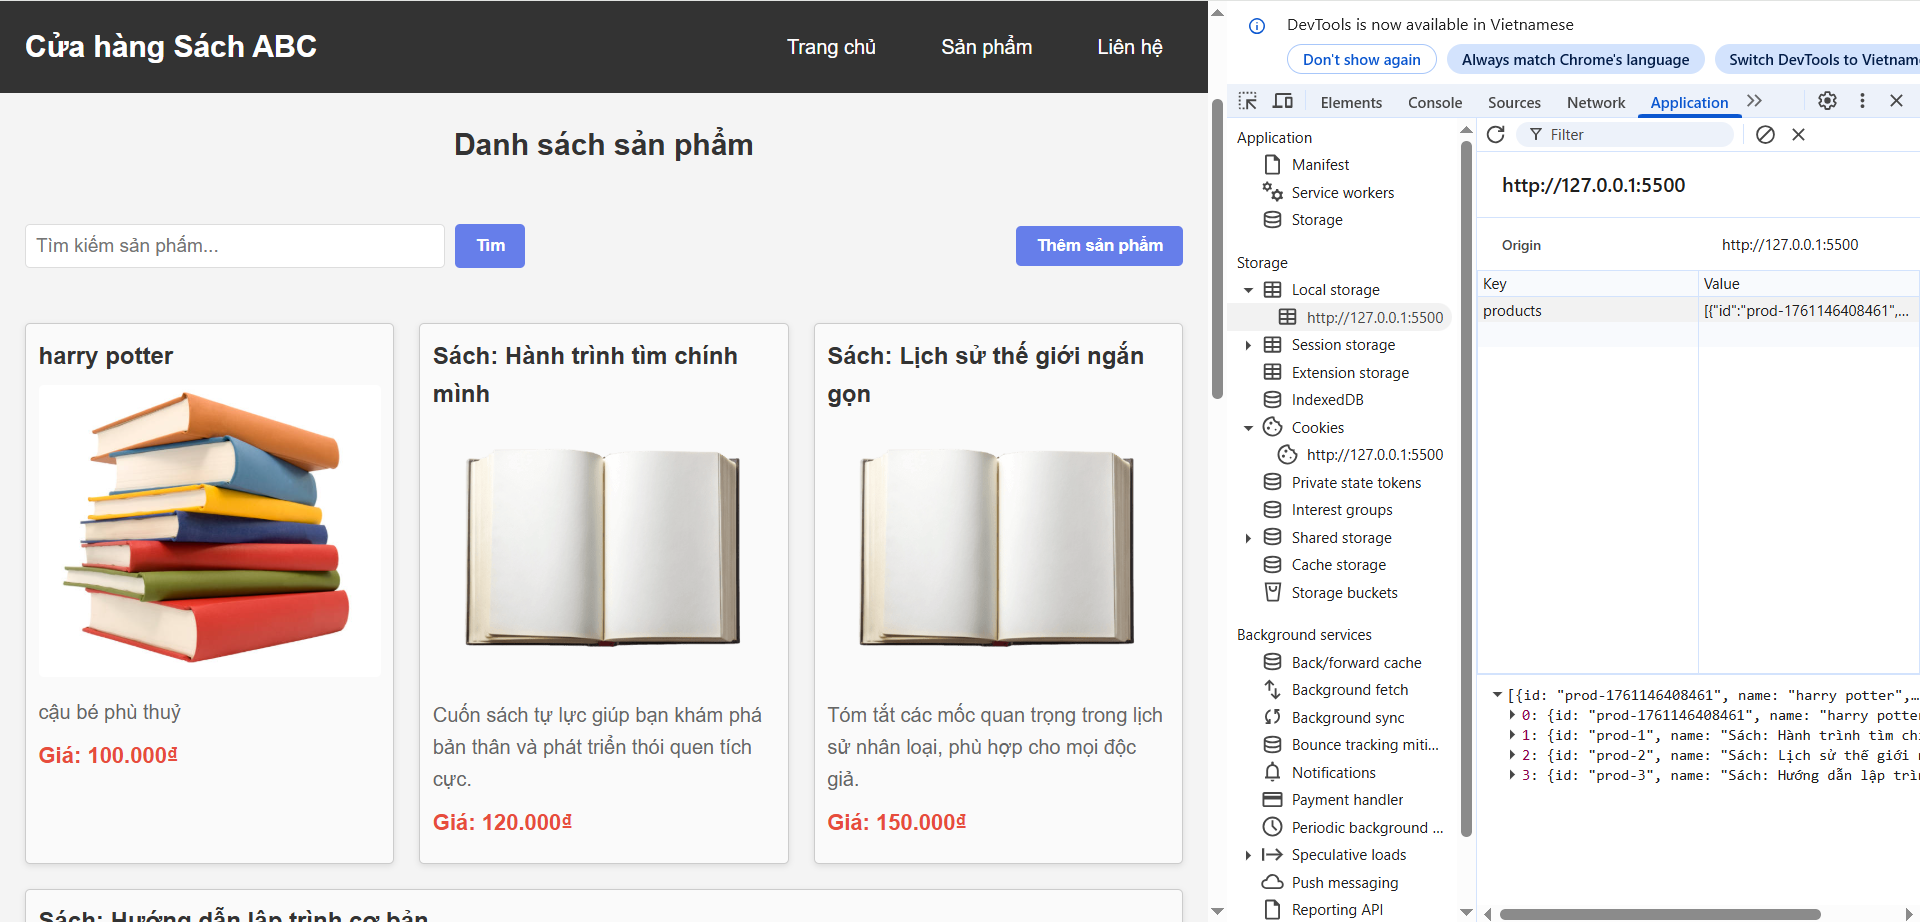 Cửa hàng Sách ABC
Trang chủ
Sản phẩm
Liên hệ
Danh sách sản phẩm
Tìm kiếm sản phẩm...
Tìm
Thêm sản phẩm
harry potter
cậu bé phù thuỷ
Giá: 100.000₫
Sách: Hành trình tìm chính
mình
Cuốn sách tự lực giúp bạn khám phá
bản thân và phát triển thói quen tích
cực.
Giá: 120.000₫
Sách: Lịch sử thế giới ngắn
gọn
Tóm tắt các mốc quan trọng trong lịch
sử nhân loại, phù hợp cho mọi độc
giả.
Giá: 150.000₫
Sách: Hướng dẫn lập trình cơ bản
DevTools is now available in Vietnamese
Don't show again
Always match Chrome's language
Switch DevTools to Vietnam
Elements
Console
Sources
Network
Application
Application
Manifest
Service workers
Storage
Storage
Local storage
http://127.0.0.1:5500
Session storage
Extension storage
IndexedDB
Cookies
http://127.0.0.1:5500
Private state tokens
Interest groups
Shared storage
Cache storage
Storage buckets
Background services
Back/forward cache
Background fetch
Background sync
Bounce tracking miti...
Notifications
Payment handler
Periodic background ...
Speculative loads
Push messaging
Reporting API
Filter
http://127.0.0.1:5500
Origin http://127.0.0.1:5500
Key Value
products [{"id":"prod-1761146408461",...
[{id: "prod-1761146408461", name: "harry potter",…
0: {id: "prod-1761146408461", name: "harry potte
1: {id: "prod-1", name: "Sách: Hành trình tìm ch
2: {id: "prod-2", name: "Sách: Lịch sử thế giới
3: {id: "prod-3", name: "Sách: Hướng dẫn lập trì